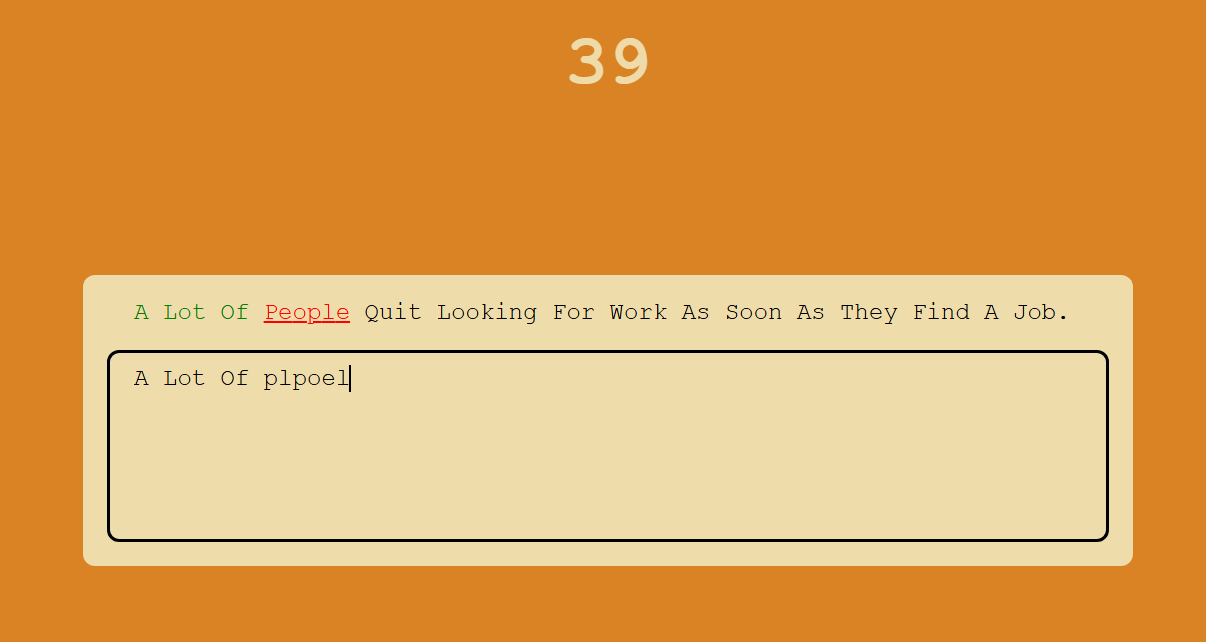 39
A Lot Of People Quit Looking For Work As Soon As They Find A Job.
A Lot Of plpoel